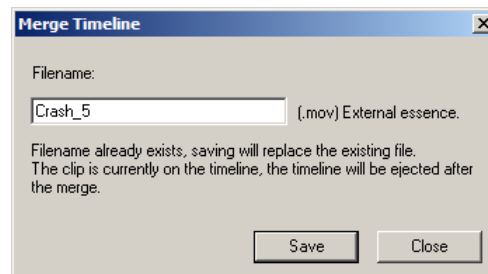 Merge Timeline
Filename:
Crash_5
(.mov) External essence.
Filename already exists, saving will replace the existing file.
The clip is currently on the timeline, the timeline will be ejected after
the merge.
Save
Close